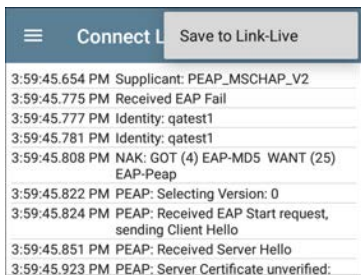 Connect L
Save to Link-Live
3:59:45.654 PM Supplicant: PEAP_MSCHAP_V2
3:59:45.775 PM Received EAP Fail
3:59:45.777 PM Identity: qatest1
3:59:45.781 PM Identity: qatest1
3:59:45.808 PM NAK: GOT (4) EAP-MD5 WANT (25)
EAP-Peap
3:59:45.822 PM PEAP: Selecting Version: 0
3:59:45.824 PM PEAP: Received EAP Start request,
sending Client Hello
3:59:45.851 PM PEAP: Received Server Hello
3:59:45.923 PM PEAP: Server Certificate unverified: